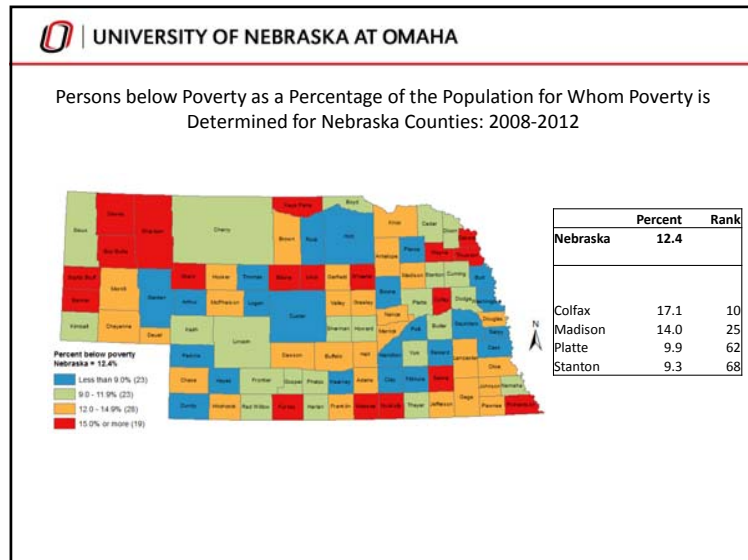 UNIVERSITY OF NEBRASKA AT OMAHA
Persons below Poverty as a Percentage of the Population for Whom Poverty is
Determined for Nebraska Counties: 2008-2012
Percent Rank
Nebraska 12.4
Colfax 17.1 10
Madison 14.0 25
Platte 9.9 62
Stanton 9.3 68
Sioux
Cherry
Boyd
Knox
Cedar
Dixon
Brown
Rock
Holt
Antelope
Pierce
Wayne
Box Butte
Sheridan
Scotts Bluff
Morrill
Garden
Grant
Hooker
Thomas
Blaine
Loup
Garfield
Wheeler
Boone
Madison
Stanton
Cuming
Burt
Banner
Arthur
McPherson
Logan
Custer
Valley
Greeley
Nance
Platte
Colfax
Dodge
Washington
Kimball
Cheyenne
Deuel
Keith
Lincoln
Sherman
Howard
Merrick
Polk
Butler
Saunders
Douglas
Sarpy
Cass
Perkins
Dawson
Buffalo
Hall
Hamilton
York
Seward
Lancaster
Otoe
Chase
Hayes
Frontier
Gosper
Phelps
Kearney
Adams
Clay
Fillmore
Saline
Johnson
Nemaha
Dundy
Hitchcock
Red Willow
Furnas
Harlan
Franklin
Webster
Nuckolls
Thayer
Jefferson
Gage
Pawnee
Richardson
N
Percent below poverty
Nebraska = 12.4%
Less than 9.0% (23)
9.0 - 11.9% (23)
12.0 - 14.9% (28)
15.0% or more (19)